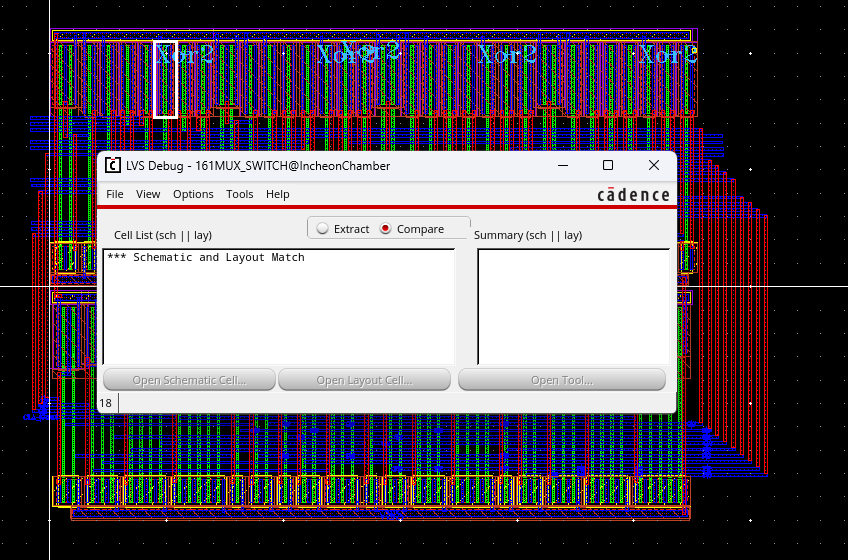 Xor2
Xor2
Xor2
Xor2
LVS Debug - 161MUX_SWITCH@IncheonChamber
File View Options Tools Help
cādence
Cell List (sch || lay)
Extract Compare
Summary (sch || lay)
*** Schematic and Layout Match
Open Schematic Cell...
Open Layout Cell...
Open Tool...
18